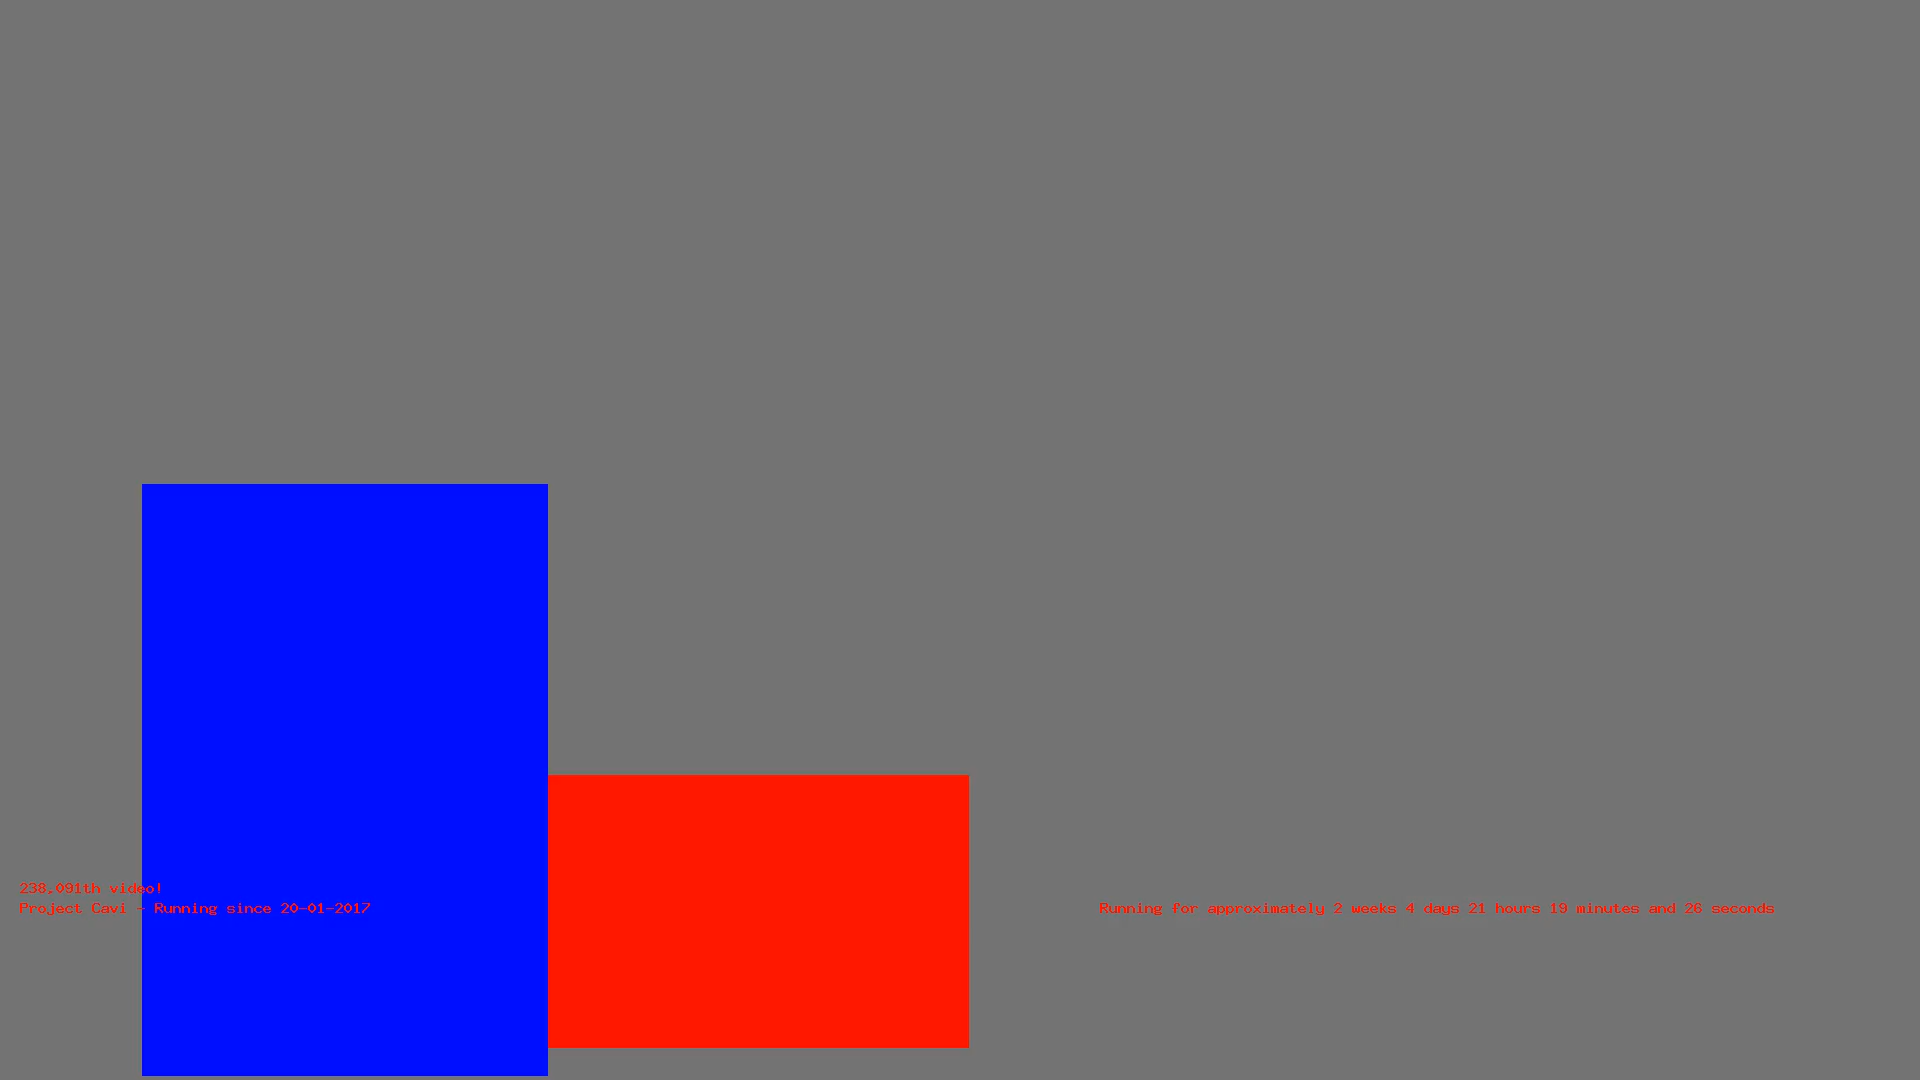 238,091th video!
Project Cavi - Running since 20-01-2017
Running for approximately 2 weeks 4 days 21 hours 19 minutes and 26 seconds